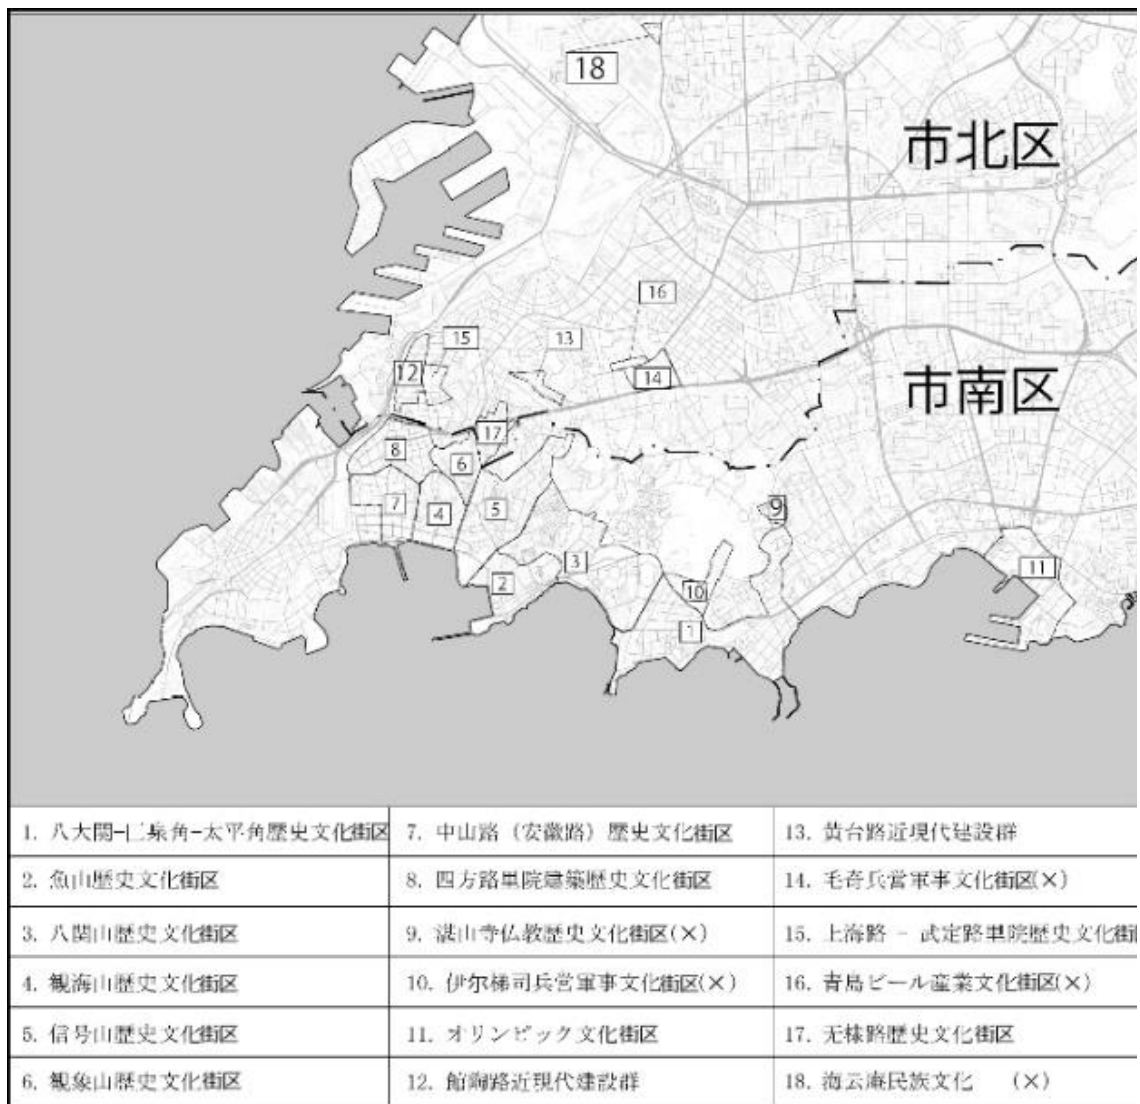 18
市北区
16
15
13
12
14
市南区
17
8
6
7
4
5
9
3
11
2
10
1
1. 八大関-匯泉角-太平角歴史文化街区
7. 中山路（安徽路）歴史文化街区
13. 黄台路近現代建設群
2. 魚山歴史文化街区
8. 四方路里院建築歴史文化街区
14. 毛奇兵営軍事文化街区(×)
3. 八関山歴史文化街区
9. 湛山寺仏教歴史文化街区(×)
15. 上海路 - 武定路里院歴史文化街
4. 観海山歴史文化街区
10. 伊尔梯司兵営軍事文化街区(×)
16. 青島ビール産業文化街区(×)
5. 信号山歴史文化街区
11. オリンピック文化街区
17. 无棣路歴史文化街区
6. 観象山歴史文化街区
12. 館陶路近現代建設群
18. 海云庵民族文化 (×)